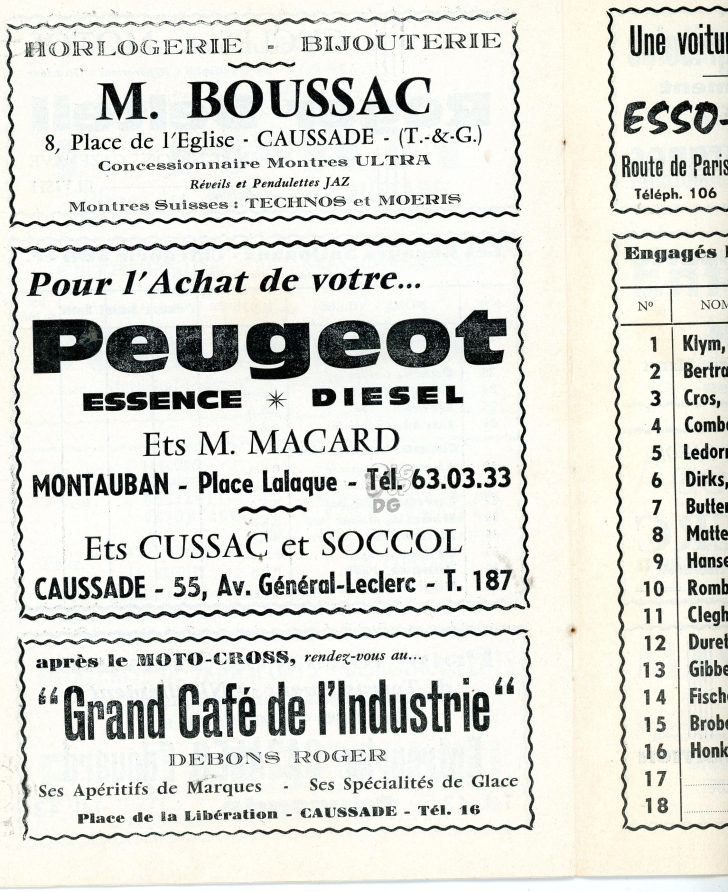 HORLOGERIE - BIJOUTERIE
M. BOUSSAC
8, Place de l'Eglise - CAUSSADE - (T.-&-G.)
Concessionnaire Montres ULTRA
Réveils et Pendulettes JAZ
Montres Suisses : TECHNOS et MOERIS
Pour l'Achat de votre...
Peugeot
ESSENCE * DIESEL
Ets M. MACARD
MONTAUBAN - Place Lalaque - Tél. 63.03.33
DG
Ets CUSSAC et SOCCOL
CAUSSADE - 55, Av. Général-Leclerc - T. 187
après le MOTO-CROSS, rendez-vous au...
“Grand Café de l'Industrie“
DEBONS ROGER
Ses Apéritifs de Marques - Ses Spécialités de Glace
Place de la Libération - CAUSSADE - Tél. 16
Une voitur
ESSO-
Route de Paris
Téléph. 106
Engagés
N° NOM
1 Klym,
2 Bertra
3 Cros,
4 Combe
5 Ledorm
6 Dirks,
7 Butter
8 Matte
9 Hanse
10 Romb
11 Clegh
12 Duret
13 Gibbe
14 Fische
15 Brobe
16 Honk
17
18